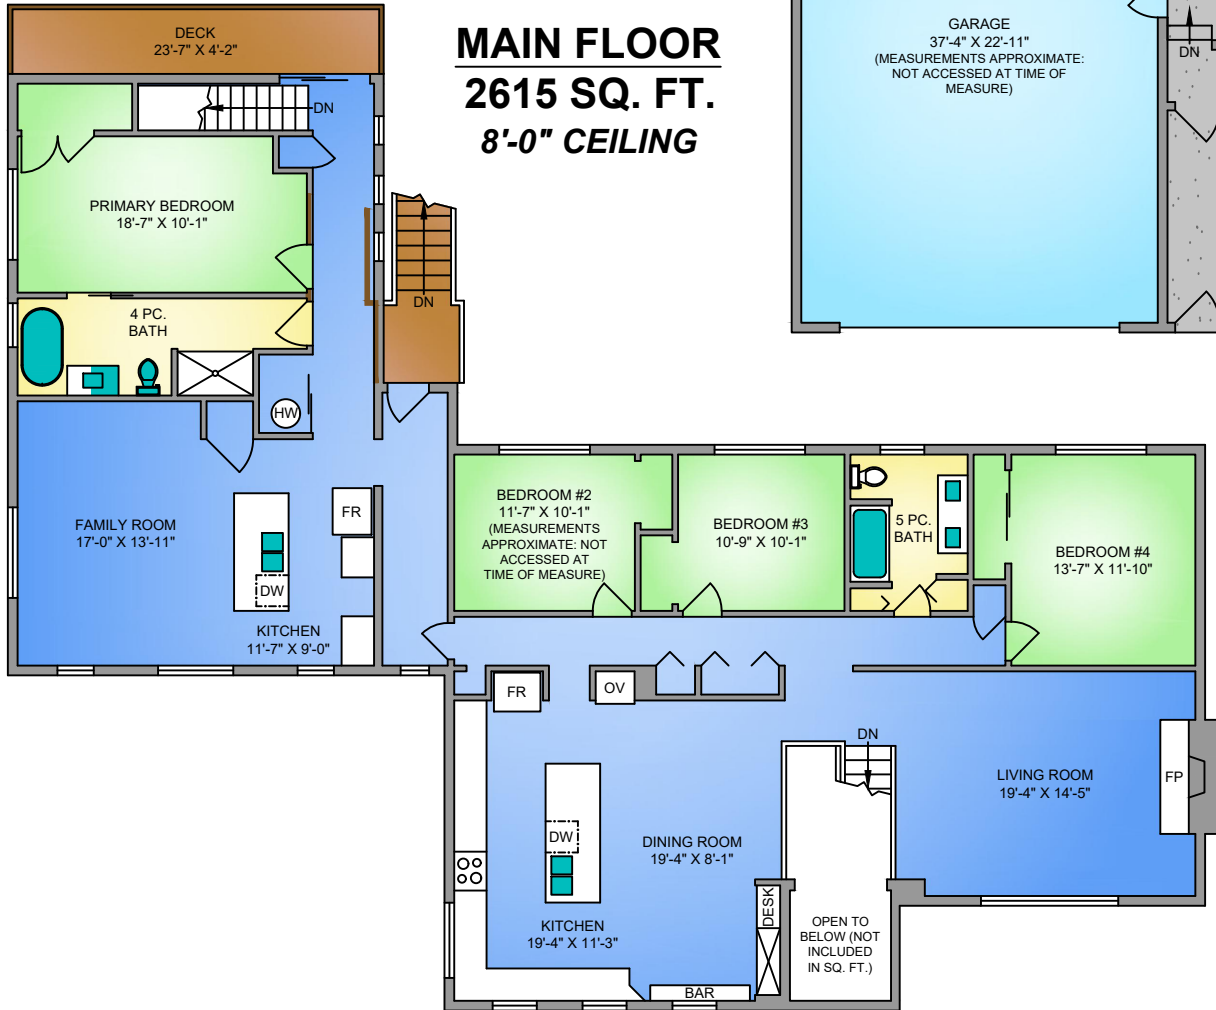 DECK
23'-7" X 4'-2"
MAIN FLOOR
2615 SQ. FT.
8'-0" CEILING
GARAGE
37'-4" X 22'-11"
(MEASUREMENTS APPROXIMATE:
NOT ACCESSED AT TIME OF
MEASURE)
DN
DN
PRIMARY BEDROOM
18'-7" X 10'-1"
DN
4 PC.
BATH
HW
FAMILY ROOM
17'-0" X 13'-11"
FR
DW
KITCHEN
11'-7" X 9'-0"
BEDROOM #2
11'-7" X 10'-1"
(MEASUREMENTS
APPROXIMATE: NOT
ACCESSED AT
TIME OF MEASURE)
BEDROOM #3
10'-9" X 10'-1"
5 PC.
BATH
BEDROOM #4
13'-7" X 11'-10"
FR
OV
DN
LIVING ROOM
19'-4" X 14'-5"
FP
DW
DINING ROOM
19'-4" X 8'-1"
KITCHEN
19'-4" X 11'-3"
DESK
OPEN TO
BELOW (NOT
INCLUDED
IN SQ. FT.)
BAR